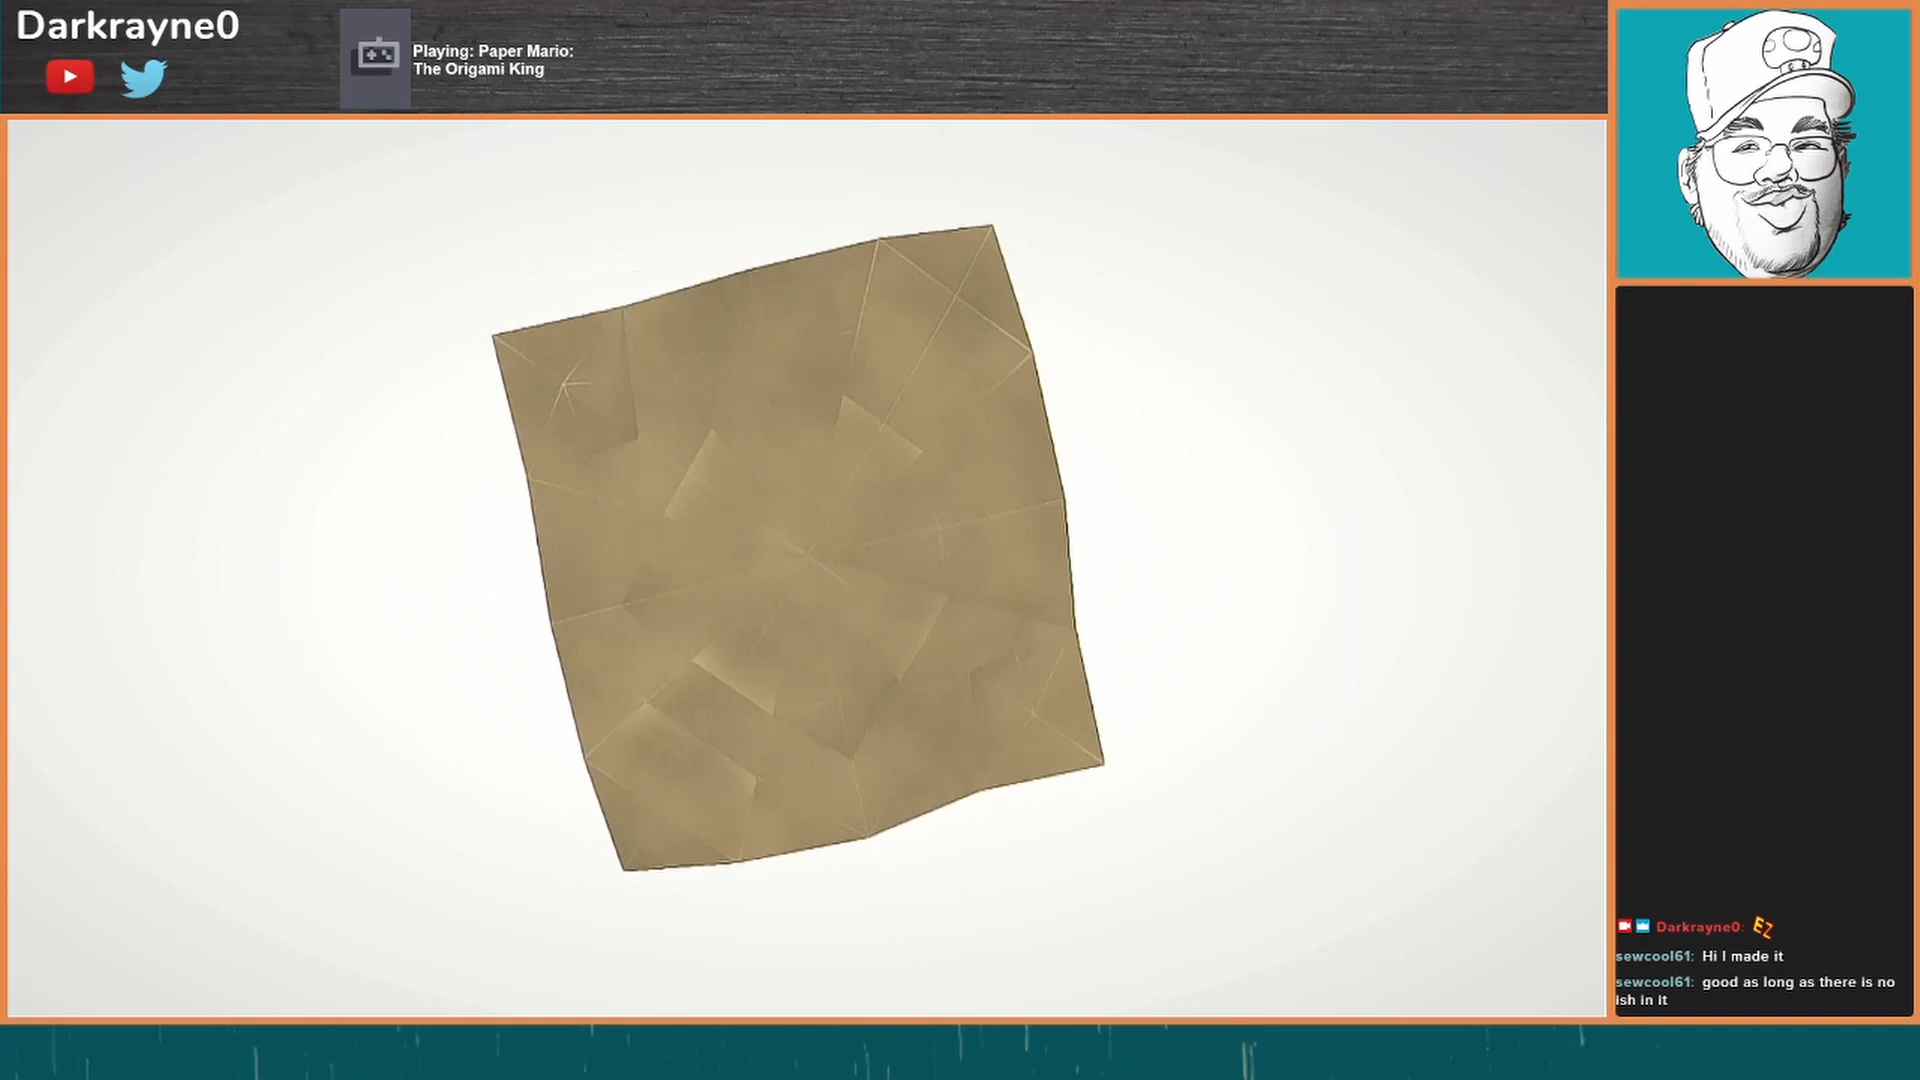 Darkrayne0
Playing: Paper Mario:
The Origami King
Darkrayne0: EZ
sewcool61: Hi I made it
sewcool61: good as long as there is no
ish in it